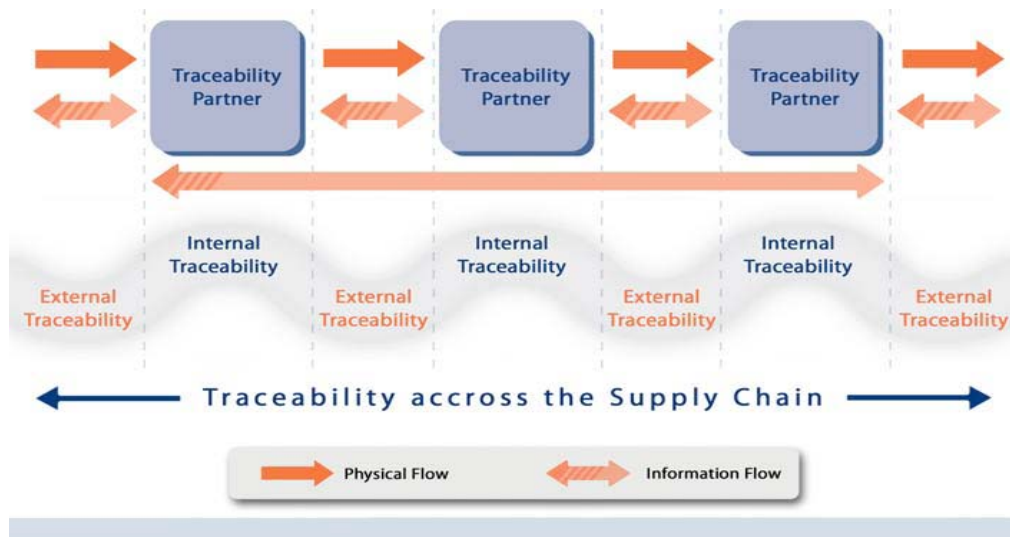 Traceability
Partner
Traceability
Partner
Traceability
Partner
Internal
Traceability
Internal
Traceability
Internal
Traceability
External
Traceability
External
Traceability
External
Traceability
External
Traceability
Traceability accross the Supply Chain
Physical Flow
Information Flow